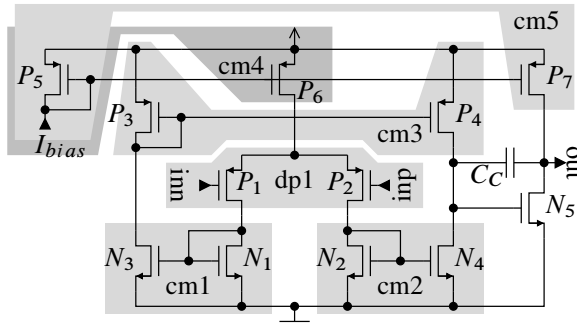 cm5
P5
cm4
P6
P7
Ibias
P3
P4
cm3
CC
out
inn
P1
dp1
P2
inp
N5
N3
N1
N2
N4
cm1
cm2